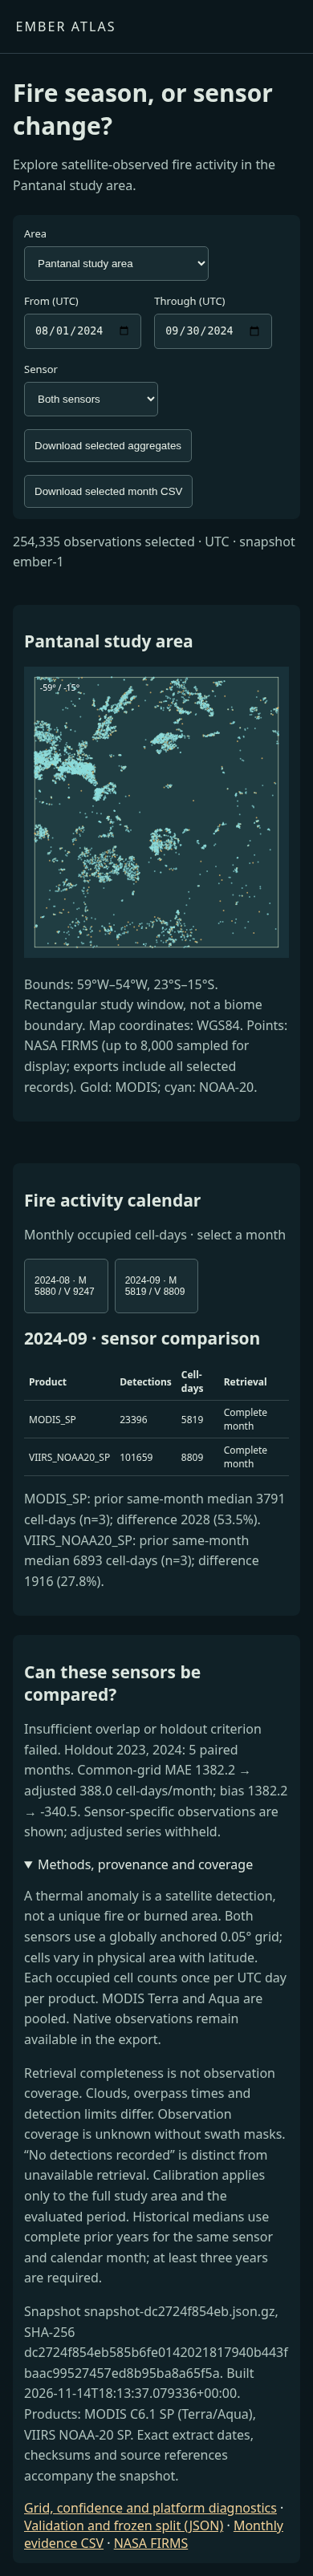 EMBER ATLAS
Fire season, or sensor
change?
Explore satellite-observed fire activity in the
Pantanal study area.
Area
Pantanal study area
From (UTC) Through (UTC)
08/01/2024 09/30/2024
Sensor
Both sensors
Download selected aggregates
Download selected month CSV
254,335 observations selected · UTC · snapshot
ember-1
Pantanal study area
-59° / -15°
Bounds: 59°W–54°W, 23°S–15°S.
Rectangular study window, not a biome
boundary. Map coordinates: WGS84. Points:
NASA FIRMS (up to 8,000 sampled for
display; exports include all selected
records). Gold: MODIS; cyan: NOAA-20.
Fire activity calendar
Monthly occupied cell-days · select a month
2024-08 · M
5880 / V 9247
2024-09 · M
5819 / V 8809
2024-09 · sensor comparison
Product Detections Cell-days Retrieval
MODIS_SP 23396 5819 Complete month
VIIRS_NOAA20_SP 101659 8809 Complete month
MODIS_SP: prior same-month median 3791
cell-days (n=3); difference 2028 (53.5%).
VIIRS_NOAA20_SP: prior same-month
median 6893 cell-days (n=3); difference
1916 (27.8%).
Can these sensors be
compared?
Insufficient overlap or holdout criterion
failed. Holdout 2023, 2024: 5 paired
months. Common-grid MAE 1382.2 →
adjusted 388.0 cell-days/month; bias 1382.2
→ -340.5. Sensor-specific observations are
shown; adjusted series withheld.
▼ Methods, provenance and coverage
A thermal anomaly is a satellite detection,
not a unique fire or burned area. Both
sensors use a globally anchored 0.05° grid;
cells vary in physical area with latitude.
Each occupied cell counts once per UTC day
per product. MODIS Terra and Aqua are
pooled. Native observations remain
available in the export.
Retrieval completeness is not observation
coverage. Clouds, overpass times and
detection limits differ. Observation
coverage is unknown without swath masks.
“No detections recorded” is distinct from
unavailable retrieval. Calibration applies
only to the full study area and the
evaluated period. Historical medians use
complete prior years for the same sensor
and calendar month; at least three years
are required.
Snapshot snapshot-dc2724f854eb.json.gz,
SHA-256
dc2724f854eb585b6fe0142021817940b443f
baac99527457ed8b95ba8a65f5a. Built
2026-11-14T18:13:37.079336+00:00.
Products: MODIS C6.1 SP (Terra/Aqua),
VIIRS NOAA-20 SP. Exact extract dates,
checksums and source references
accompany the snapshot.
Grid, confidence and platform diagnostics ·
Validation and frozen split (JSON) · Monthly
evidence CSV · NASA FIRMS